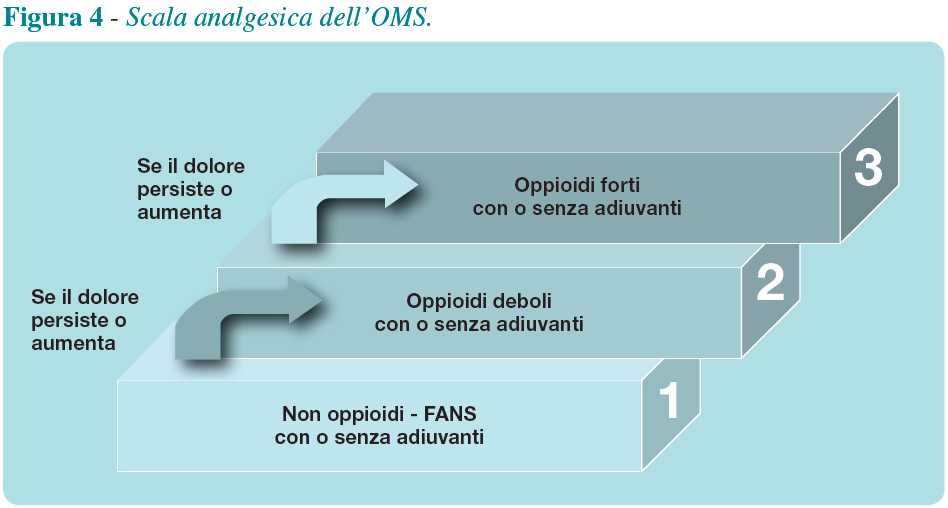 Figura 4 - Scala analgesica dell’OMS.
Se il dolore
persiste o
aumenta
Oppioidi forti
con o senza adiuvanti
3
Se il dolore
persiste o
aumenta
Oppioidi deboli
con o senza adiuvanti
2
Non oppioidi - FANS
con o senza adiuvanti
1